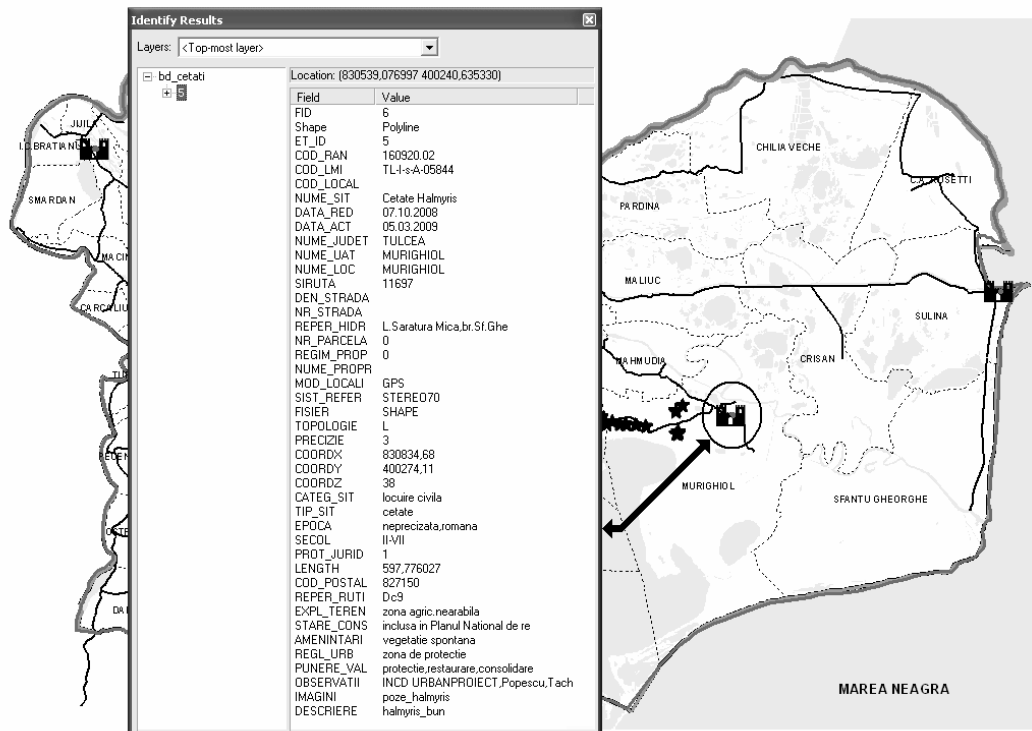 Identify Results
Layers: <Top-most layer>
bd_cetati
5
Location: (830539,076997 400240,635330)
Field Value
FID 6
Shape Polyline
ET_ID 5
COD_RAN 160920.02
COD_LMI TL-I-s-A-05844
COD_LOCAL
NUME_SIT Cetate Halmyris
DATA_RED 07.10.2008
DATA_ACT 05.03.2009
NUME_JUDET TULCEA
NUME_UAT MURIGHIOL
NUME_LOC MURIGHIOL
SIRUTA 11697
DEN_STRADA
NR_STRADA
REPER_HIDR L.Saratura Mica,br.Sf.Ghe
NR_PARCELA 0
REGIM_PROP 0
NUME_PROPR
MOD_LOCALI GPS
SIST_REFER STEREO70
FISIER SHAPE
TOPOLOGIE L
PRECIZIE 3
COORDX 830834,68
COORDY 400274,11
COORDZ 38
CATEG_SIT locuire civila
TIP_SIT cetate
EPOCA neprecizata,romana
SECOL II-VII
PROT_JURID 1
LENGTH 597,776027
COD_POSTAL 827150
REPER_RUTI Dc9
EXPL_TEREN zona agric.nearabila
STARE_CONS inclusa in Planul National de re
AMENINTARI vegetatie spontana
REGL_URB zona de protectie
PUNERE_VAL protectie,restaurare,consolidare
OBSERVATII INCD URBANPROIECT,Popescu,Tach
IMAGINI poze_halmyris
DESCRIERE halmyris_bun
JIJILA
I.C.BRATIANU
SMARDAN
MACIN
CARCALIU
CHILIA VECHE
C.A. ROSETTI
PARDINA
MALIUC
SULINA
CRISAN
MAHMUDIA
MURIGHIOL
SFANTU GHEORGHE
MAREA NEAGRA